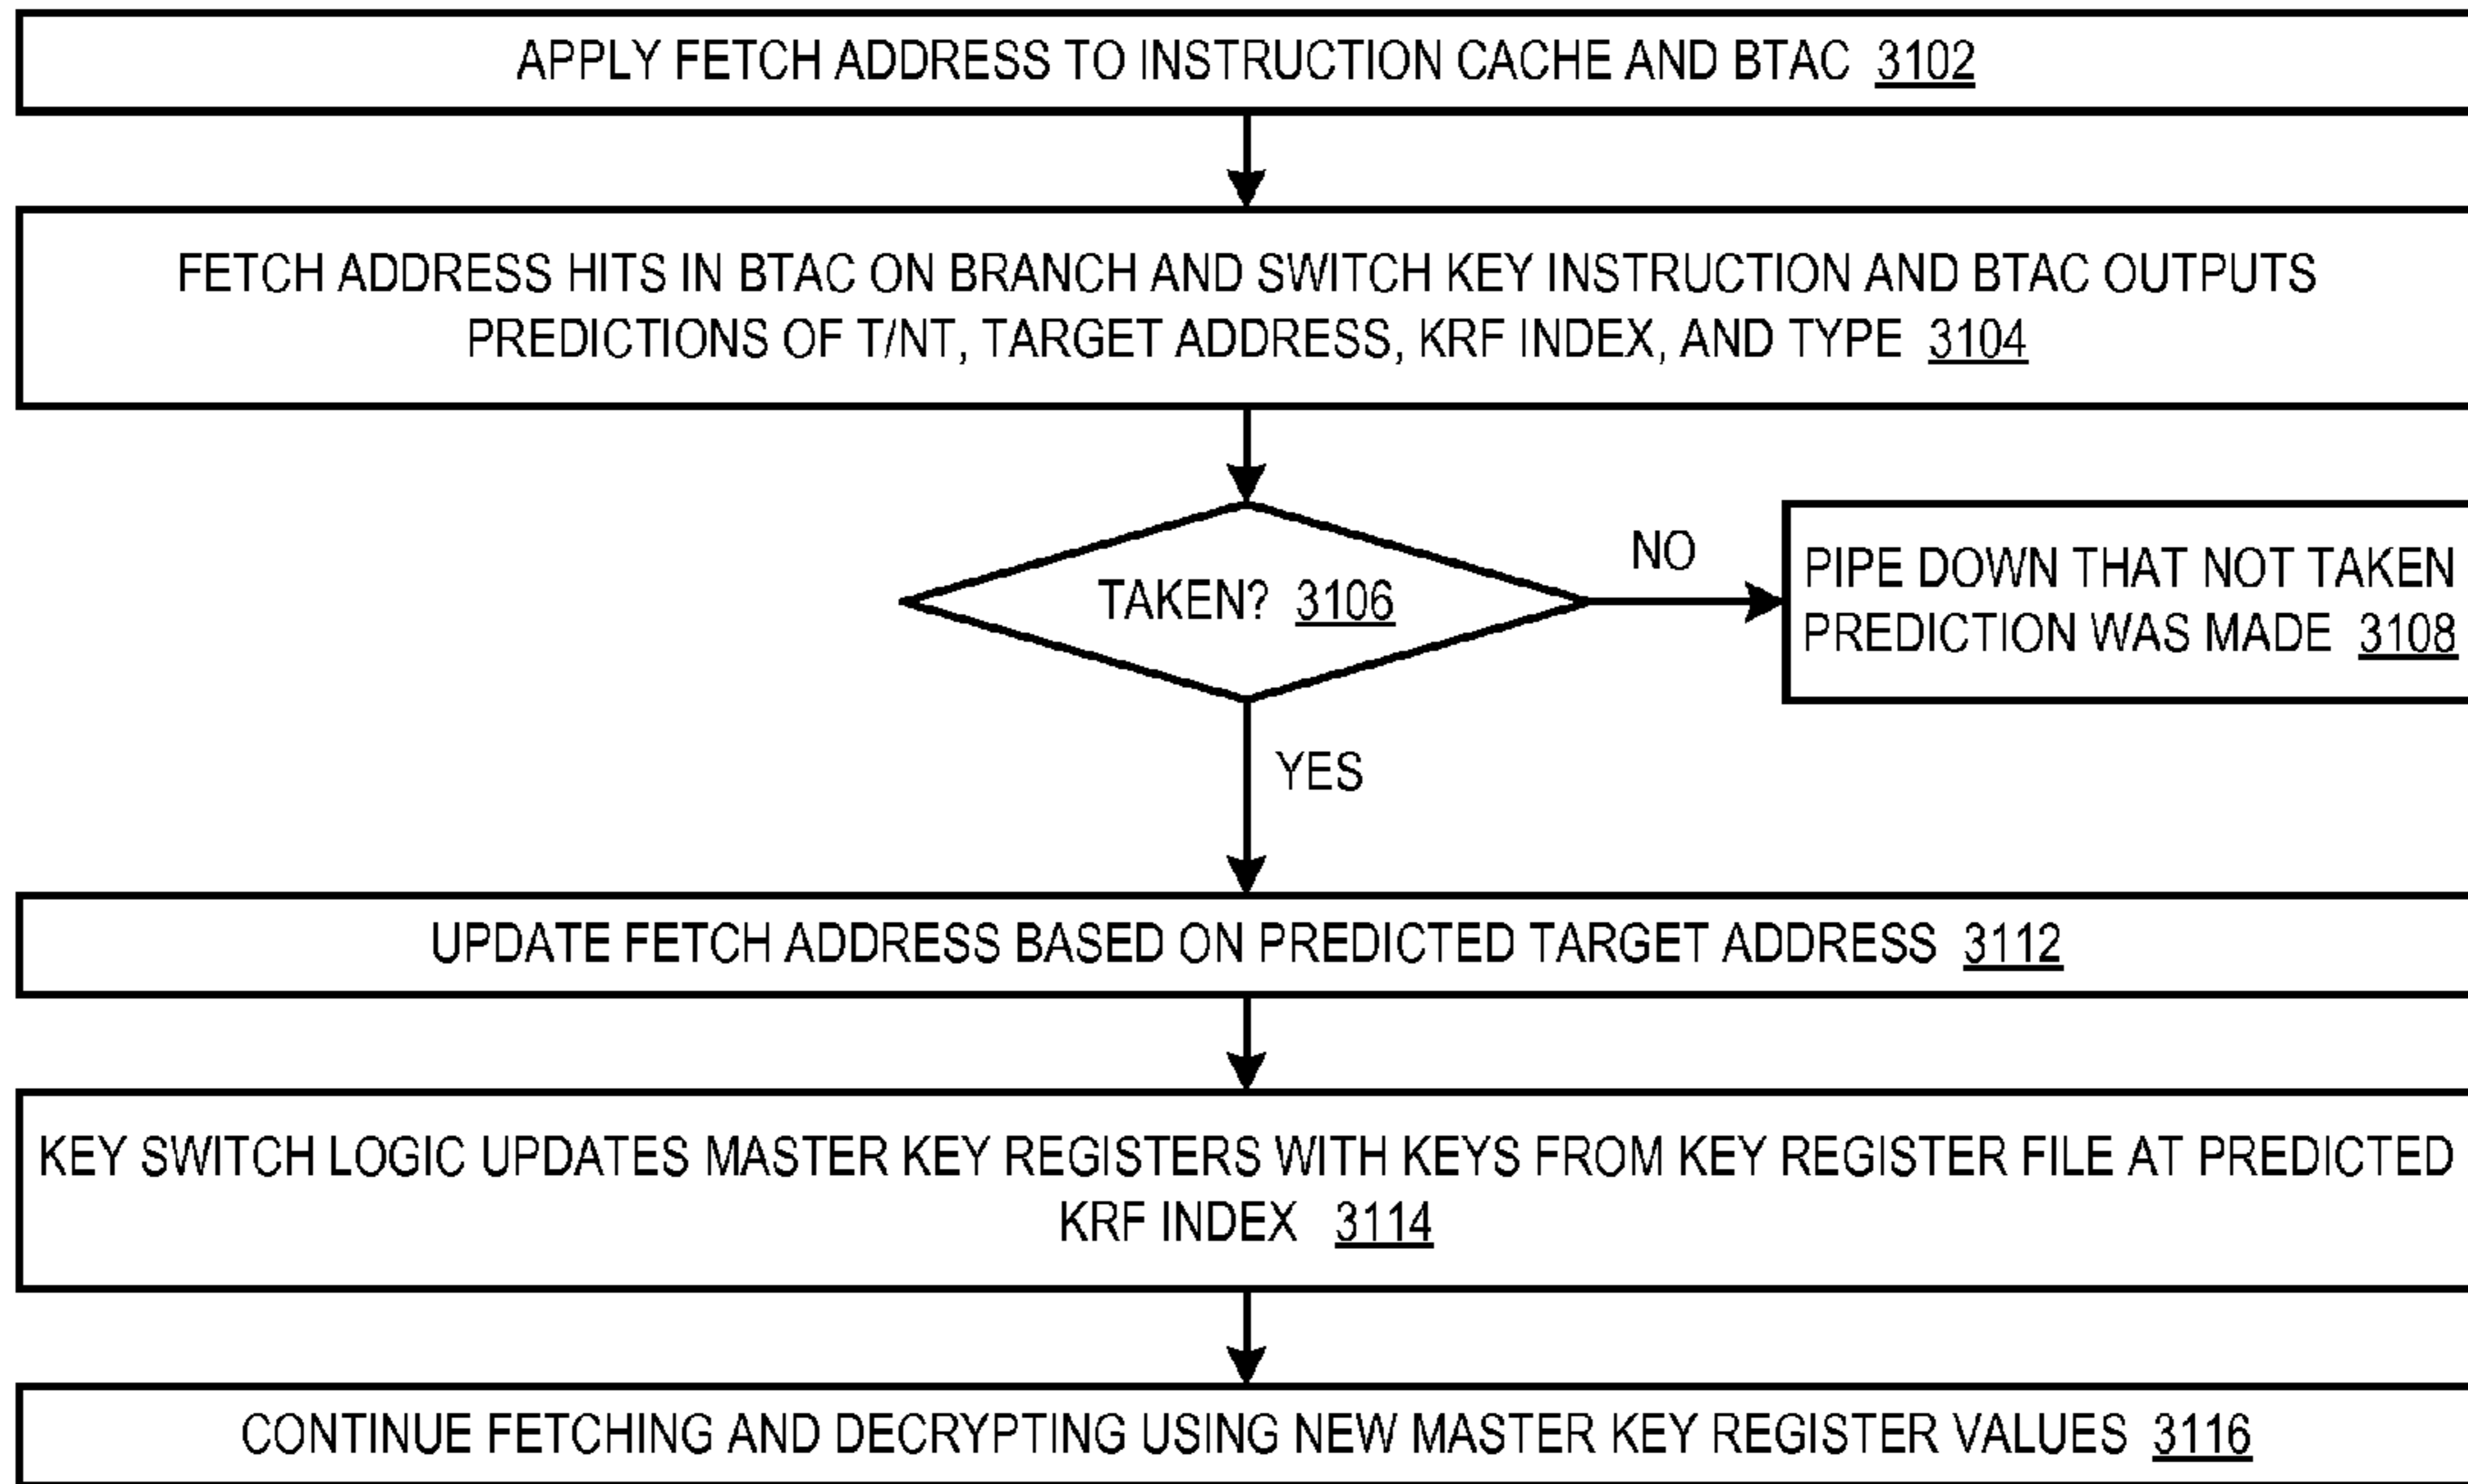 APPLY FETCH ADDRESS TO INSTRUCTION CACHE AND BTAC 3102
FETCH ADDRESS HITS IN BTAC ON BRANCH AND SWITCH KEY INSTRUCTION AND BTAC OUTPUTS
PREDICTIONS OF T/NT, TARGET ADDRESS, KRF INDEX, AND TYPE 3104
TAKEN? 3106
NO
PIPE DOWN THAT NOT TAKEN
PREDICTION WAS MADE 3108
YES
UPDATE FETCH ADDRESS BASED ON PREDICTED TARGET ADDRESS 3112
KEY SWITCH LOGIC UPDATES MASTER KEY REGISTERS WITH KEYS FROM KEY REGISTER FILE AT PREDICTED
KRF INDEX 3114
CONTINUE FETCHING AND DECRYPTING USING NEW MASTER KEY REGISTER VALUES 3116